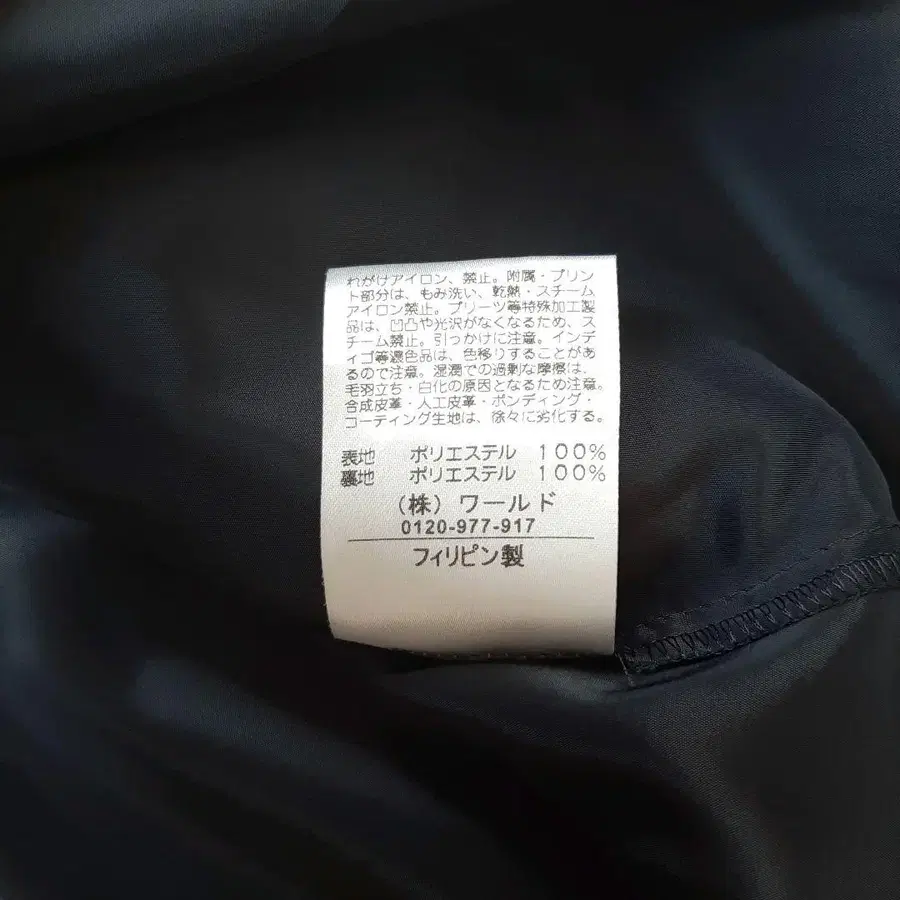 れがけアイロン、禁止。附属・プリン
ト部分は、もみ洗い、乾熱・スチーム
アイロン禁止。プリーツ等特殊加工製
品は、凹凸や光沢がなくなるため、ス
チーム禁止。引っかけに注意。インデ
ィゴ等濃色品は、色移りすることがあ
るので注意。湿潤での過剰な摩擦は、
毛羽立ち・白化の原因となるため注意。
合成皮革・人工皮革・ボンディング・
コーティング生地は、徐々に劣化する。
表地 ポリエステル 100%
裏地 ポリエステル 100%
(株) ワールド
0120-977-917
フィリピン製